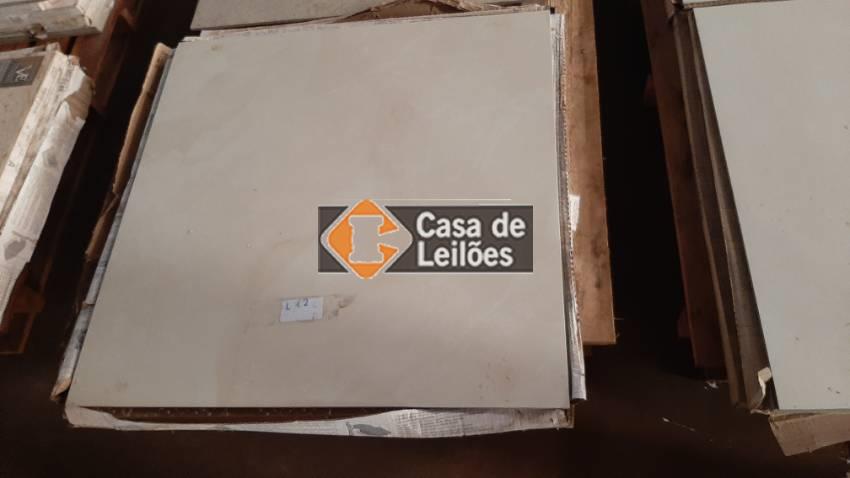 Casa de
Leilões